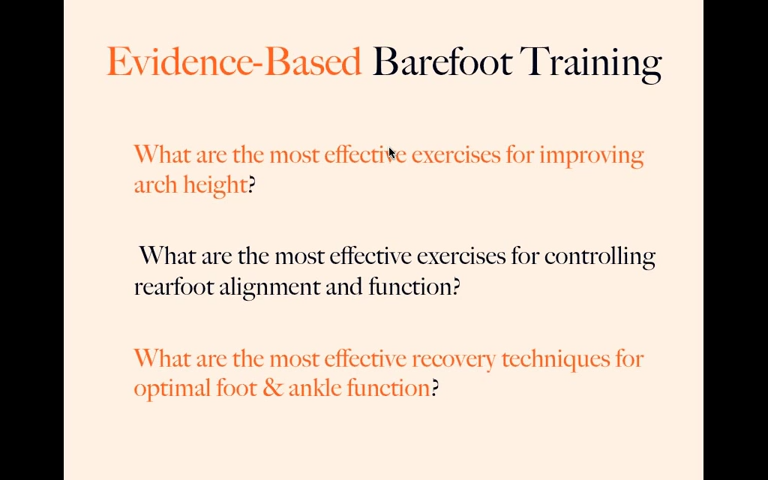 Evidence-Based Barefoot Training
What are the most effective exercises for improving
arch height?
What are the most effective exercises for controlling
rearfoot alignment and function?
What are the most effective recovery techniques for
optimal foot & ankle function?